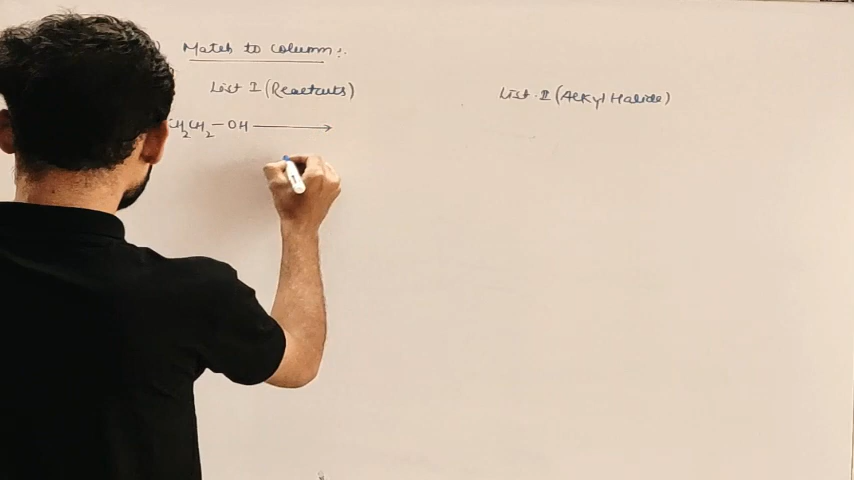 Match to column :.
List I (Reactants) List-II (Alkyl Halide)
CH2CH2-OH ⟶